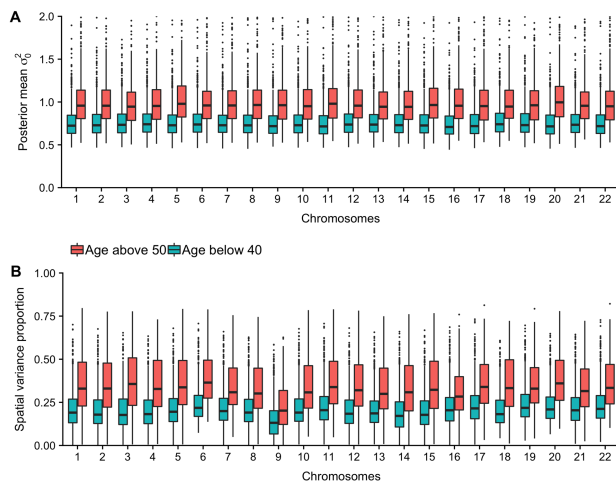 A
Posterior mean σ₀²
2.0
1.5
1.0
0.5
0.0
1 2 3 4 5 6 7 8 9 10 11 12 13 14 15 16 17 18 19 20 21 22
Chromosomes
Age above 50 Age below 40
B
Spatial variance proportion
1.00
0.75
0.50
0.25
0.00
1 2 3 4 5 6 7 8 9 10 11 12 13 14 15 16 17 18 19 20 21 22
Chromosomes